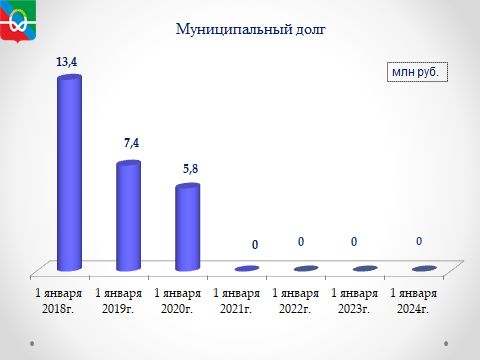 Муниципальный долг
млн руб.
13,4
7,4
5,8
0
0
0
0
1 января 2018г.
1 января 2019г.
1 января 2020г.
1 января 2021г.
1 января 2022г.
1 января 2023г.
1 января 2024г.